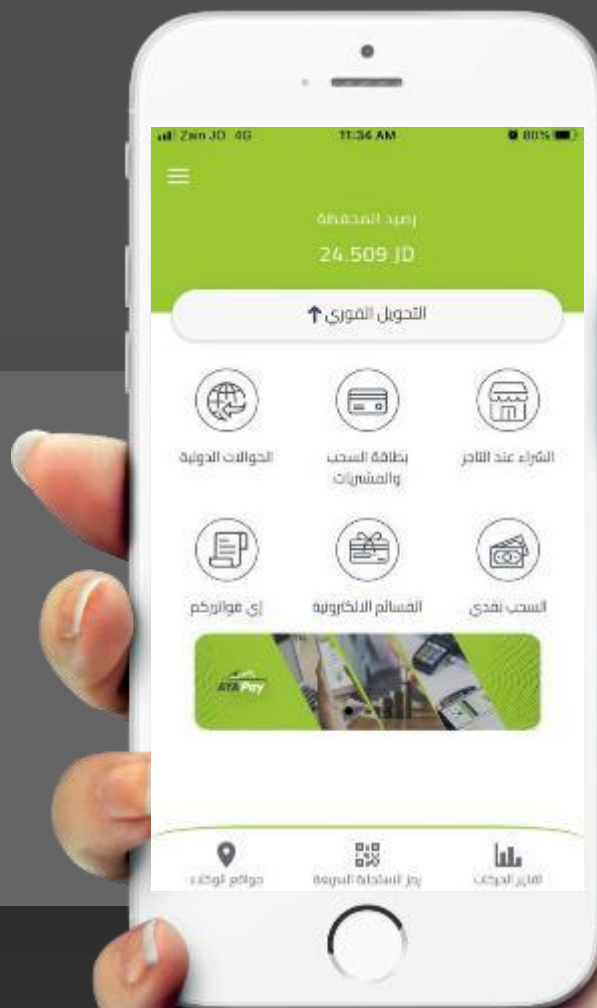 Zain JO 4G 11:34 AM 80%
رصيد المحفظة
24.509 JD
التحويل الفوري
الشراء عند التاجر
بطاقة السحب
والمشتريات
الحوالات الدولية
السحب نقدي
القسائم الالكترونية
إي فواتيركم
AYA Pay
تقارير الحركات
رمز الاستجابة السريعة
مواقع الوكلاء